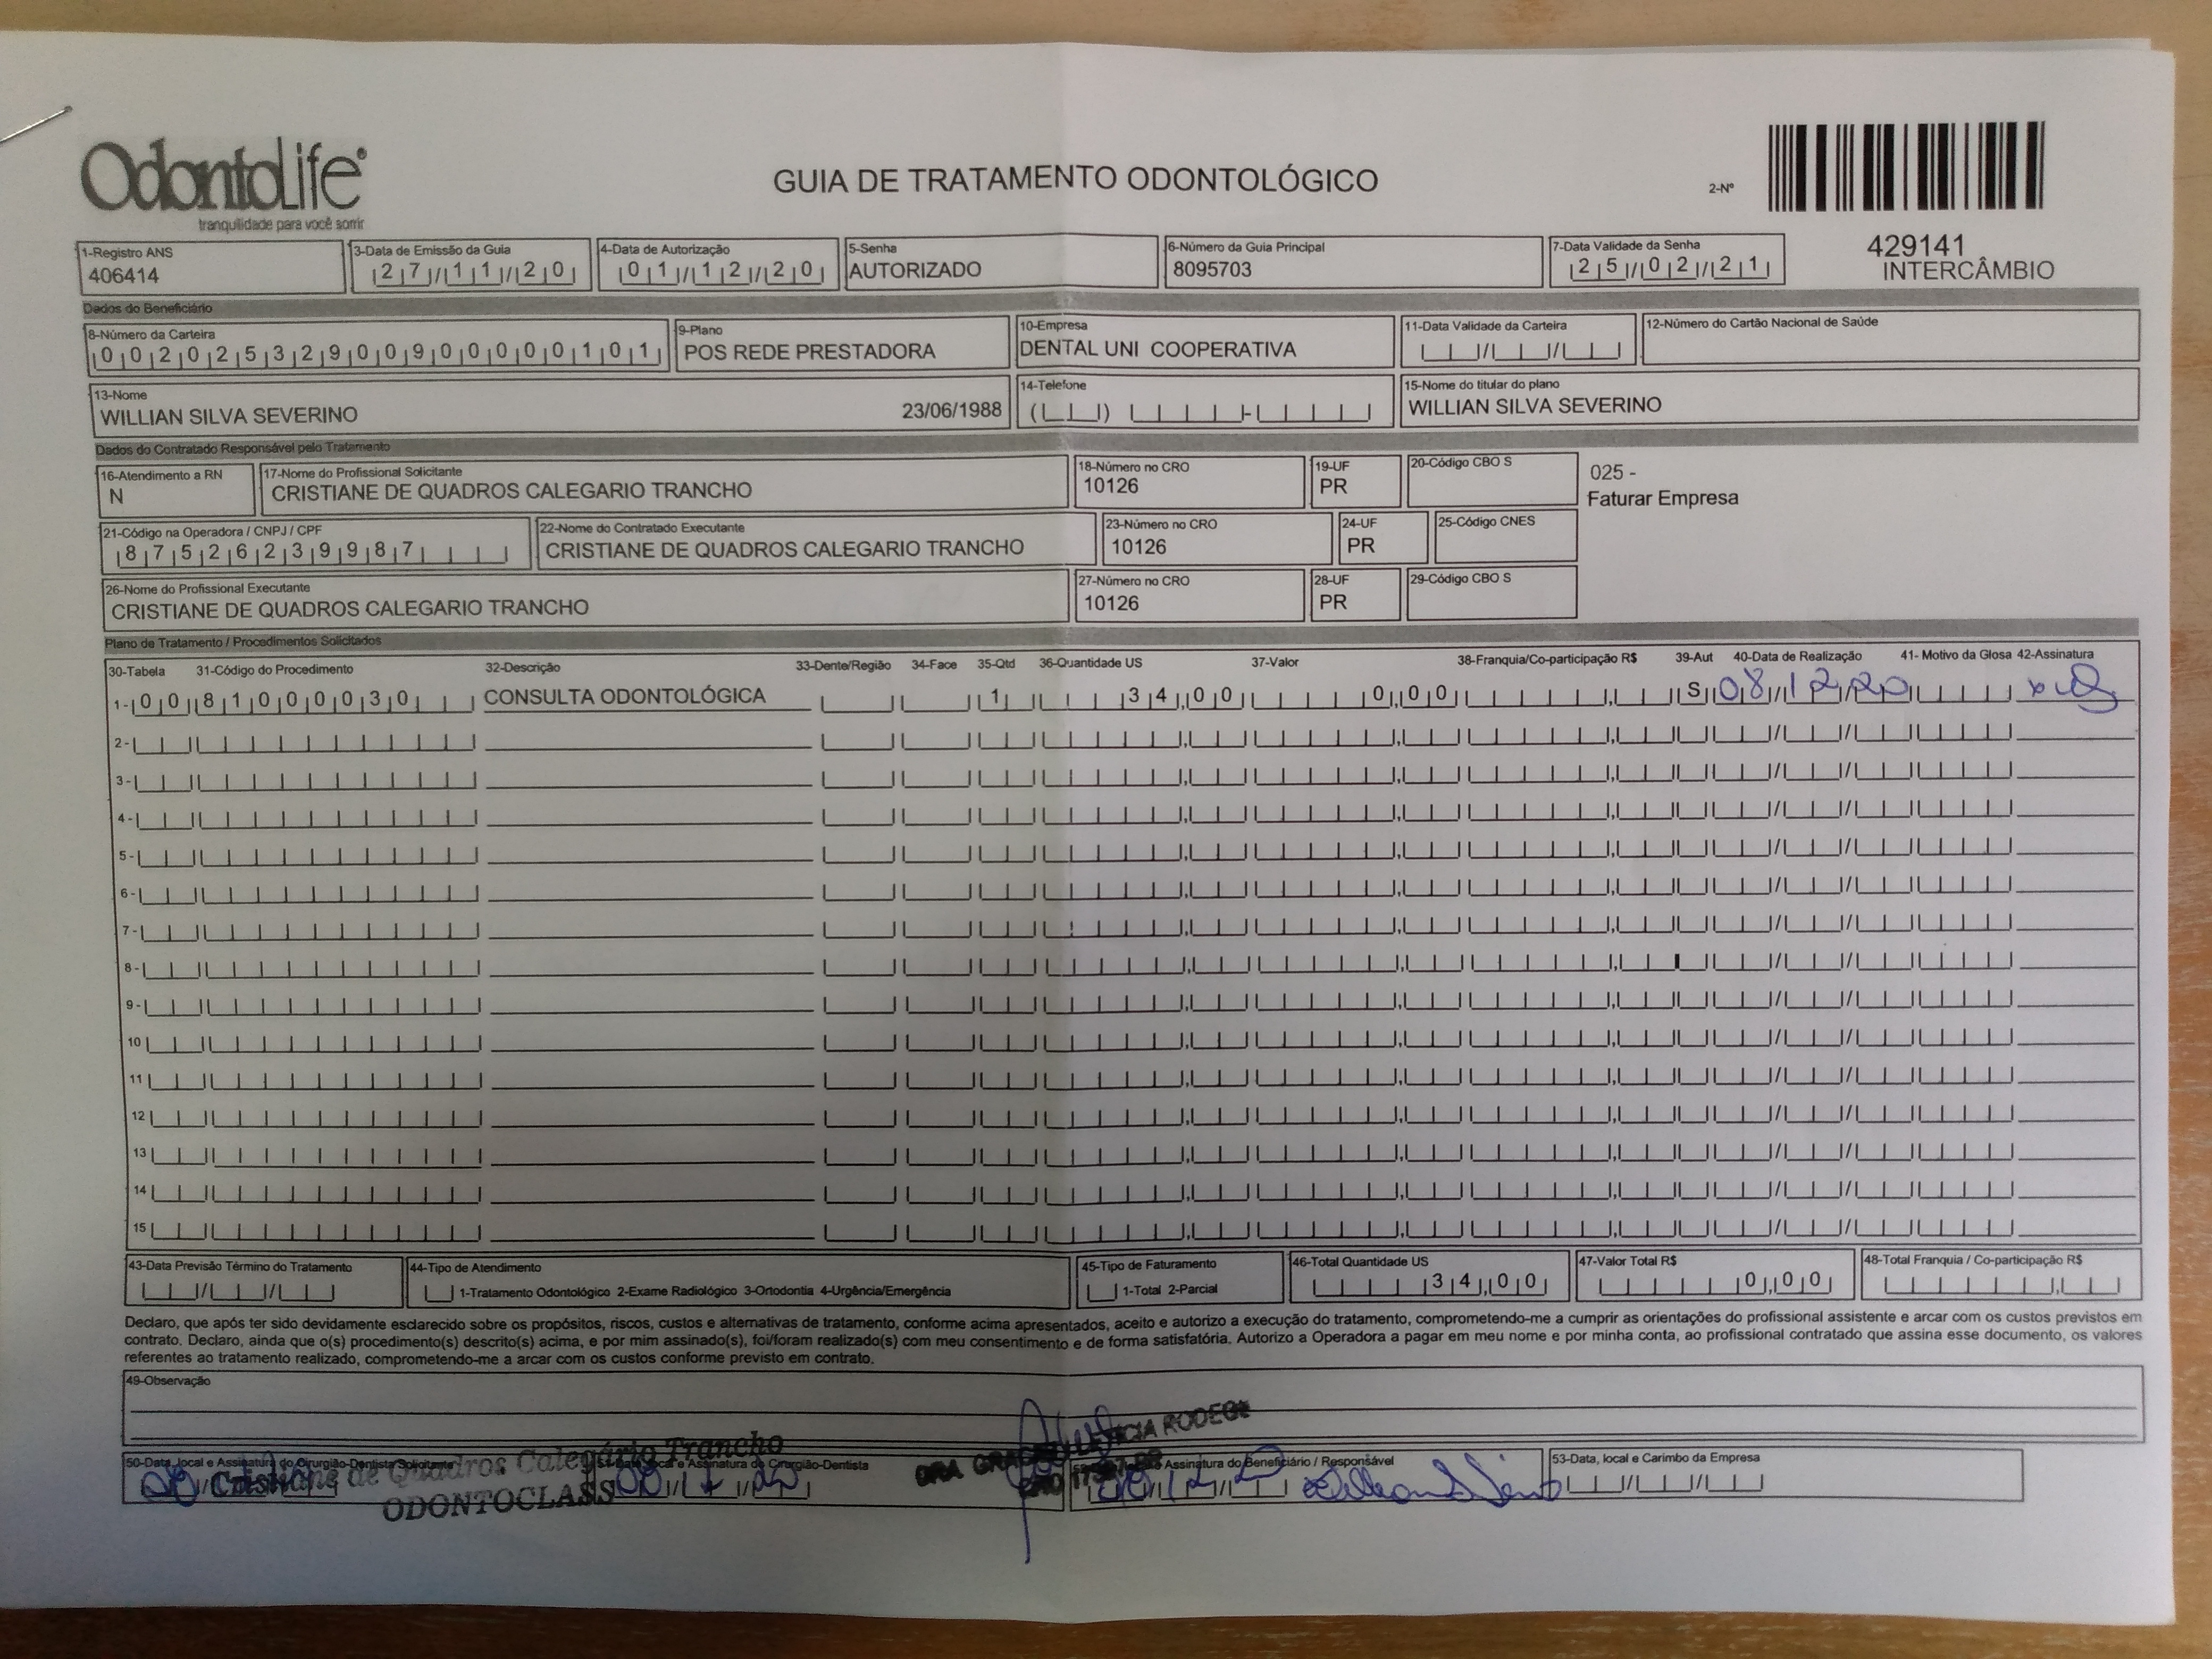 OdontoLife®
tranquilidade para você sorrir
GUIA DE TRATAMENTO ODONTOLÓGICO
2-Nº
429141
INTERCÂMBIO
1-Registro ANS
406414
3-Data de Emissão da Guia
27/11/20
4-Data de Autorização
01/12/20
5-Senha
AUTORIZADO
6-Número da Guia Principal
8095703
7-Data Validade da Senha
25/02/21
Dados do Beneficiário
8-Número da Carteira
00202532900900000101
9-Plano
POS REDE PRESTADORA
10-Empresa
DENTAL UNI COOPERATIVA
11-Data Validade da Carteira
12-Número do Cartão Nacional de Saúde
13-Nome
WILLIAN SILVA SEVERINO 23/06/1988
14-Telefone
15-Nome do titular do plano
WILLIAN SILVA SEVERINO
Dados do Contratado Responsável pelo Tratamento
16-Atendimento a RN
N
17-Nome do Profissional Solicitante
CRISTIANE DE QUADROS CALEGARIO TRANCHO
18-Número no CRO
10126
19-UF
PR
20-Código CBO S
025 -
Faturar Empresa
21-Código na Operadora / CNPJ / CPF
87526239987
22-Nome do Contratado Executante
CRISTIANE DE QUADROS CALEGARIO TRANCHO
23-Número no CRO
10126
24-UF
PR
25-Código CNES
26-Nome do Profissional Executante
CRISTIANE DE QUADROS CALEGARIO TRANCHO
27-Número no CRO
10126
28-UF
PR
29-Código CBO S
Plano de Tratamento / Procedimentos Solicitados
30-Tabela 31-Código do Procedimento 32-Descrição 33-Dente/Região 34-Face 35-Qtd 36-Quantidade US 37-Valor 38-Franquia/Co-participação R$ 39-Aut 40-Data de Realização 41- Motivo da Glosa 42-Assinatura
1- 00 81000030 CONSULTA ODONTOLÓGICA 1 34,00 0,00 S 08/12/20
2-
3-
4-
5-
6-
7-
8-
9-
10
11
12
13
14
15
43-Data Previsão Término do Tratamento
44-Tipo de Atendimento
1-Tratamento Odontológico 2-Exame Radiológico 3-Ortodontia 4-Urgência/Emergência
45-Tipo de Faturamento
1-Total 2-Parcial
46-Total Quantidade US
34,00
47-Valor Total R$
0,00
48-Total Franquia / Co-participação R$
Declaro, que após ter sido devidamente esclarecido sobre os propósitos, riscos, custos e alternativas de tratamento, conforme acima apresentados, aceito e autorizo a execução do tratamento, comprometendo-me a cumprir as orientações do profissional assistente e arcar com os custos previstos em
contrato. Declaro, ainda que o(s) procedimento(s) descrito(s) acima, e por mim assinado(s), foi/foram realizado(s) com meu consentimento e de forma satisfatória. Autorizo a Operadora a pagar em meu nome e por minha conta, ao profissional contratado que assina esse documento, os valores
referentes ao tratamento realizado, comprometendo-me a arcar com os custos conforme previsto em contrato.
49-Observação
50-Data, local e Assinatura do Cirurgião-Dentista Solicitante
Cristiane de Quadros Calegário Trancho
ODONTOCLASS
Assinatura do Cirurgião-Dentista
Assinatura do Beneficiário / Responsável
53-Data, local e Carimbo da Empresa